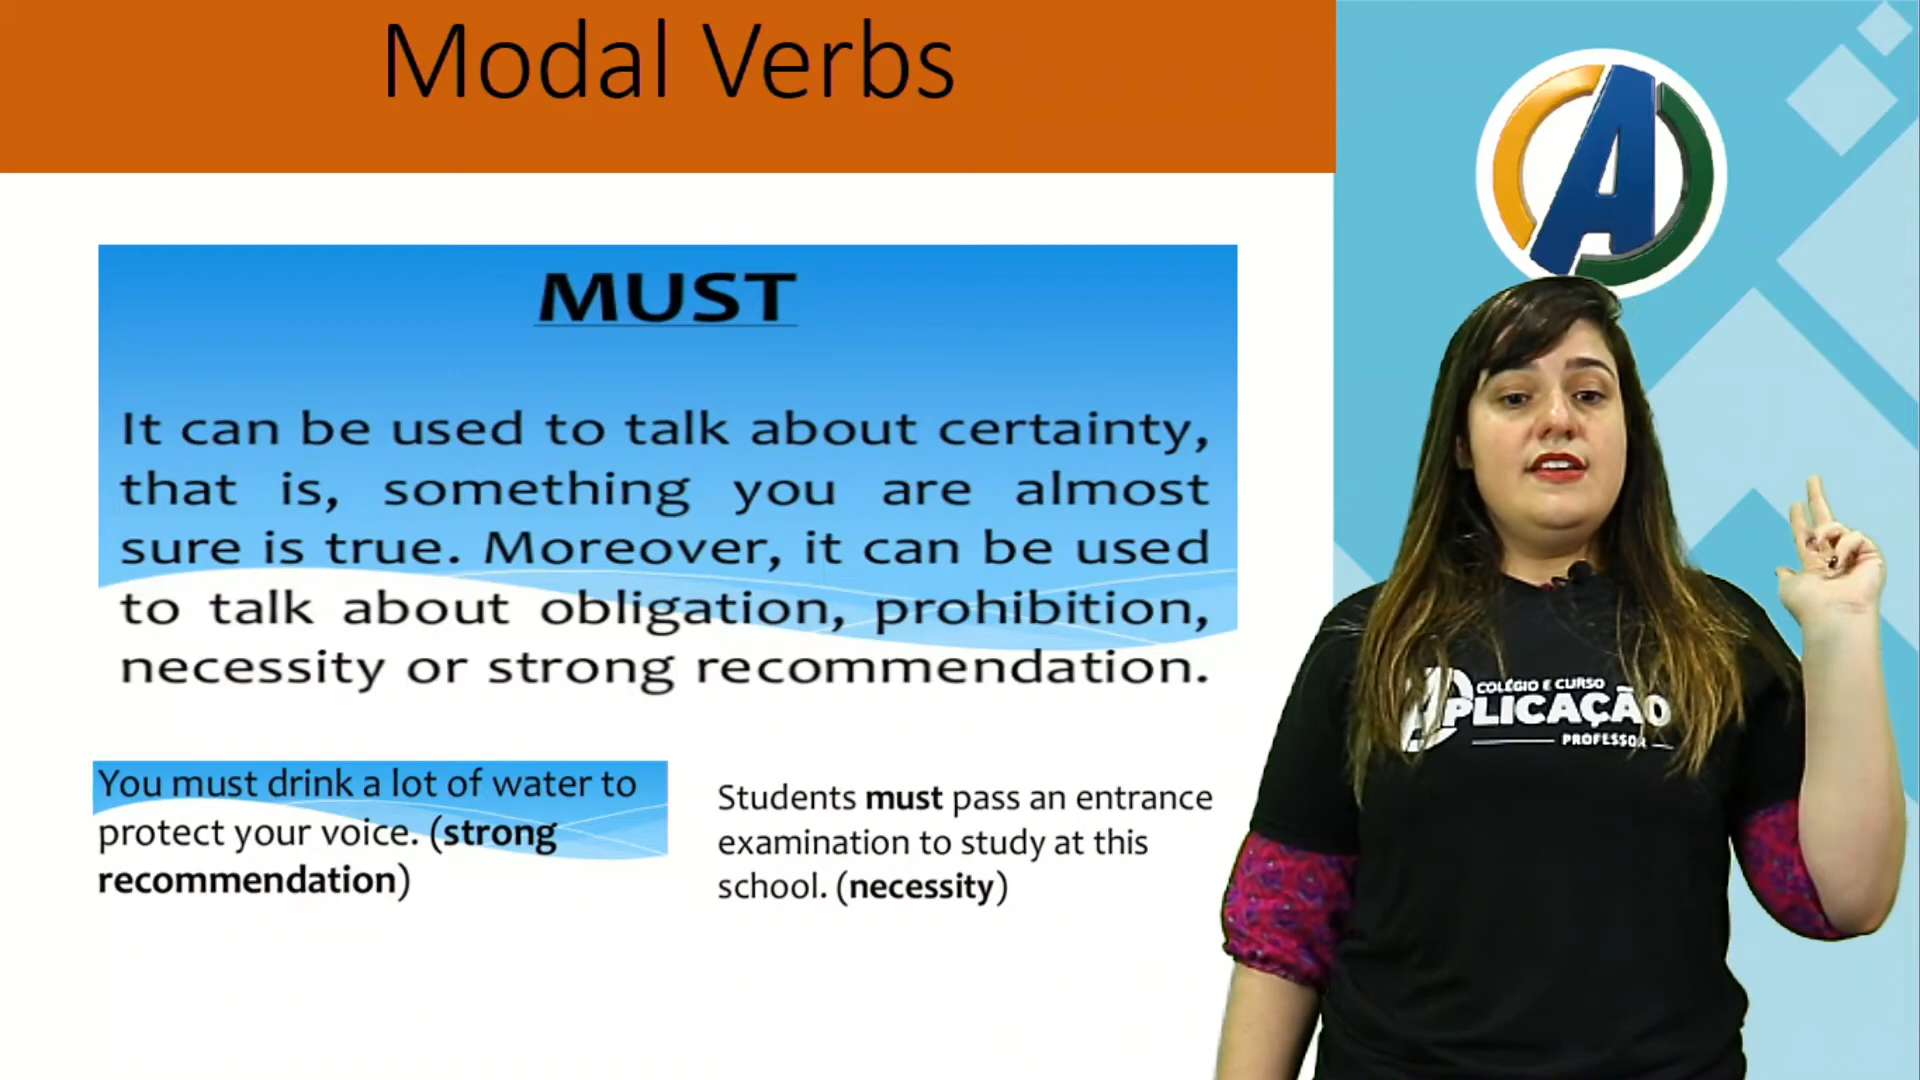 Modal Verbs
MUST
It can be used to talk about certainty,
that is, something you are almost
sure is true. Moreover, it can be used
to talk about obligation, prohibition,
necessity or strong recommendation.
You must drink a lot of water to
protect your voice. (strong
recommendation)
Students must pass an entrance
examination to study at this
school. (necessity)
A
COLÉGIO E CURSO
APLICAÇÃO
PROFESSOR